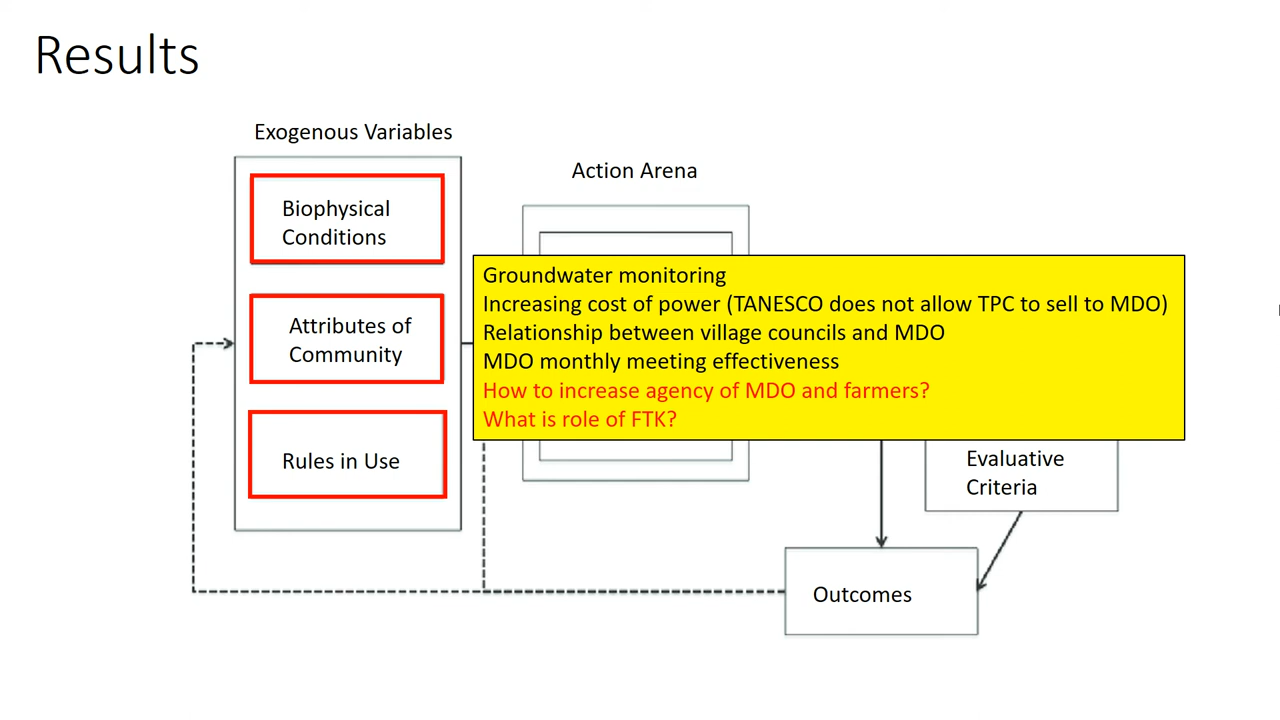 Results
Exogenous Variables
Action Arena
Biophysical
Conditions
Attributes of
Community
Rules in Use
Groundwater monitoring
Increasing cost of power (TANESCO does not allow TPC to sell to MDO)
Relationship between village councils and MDO
MDO monthly meeting effectiveness
How to increase agency of MDO and farmers?
What is role of FTK?
Evaluative
Criteria
Outcomes